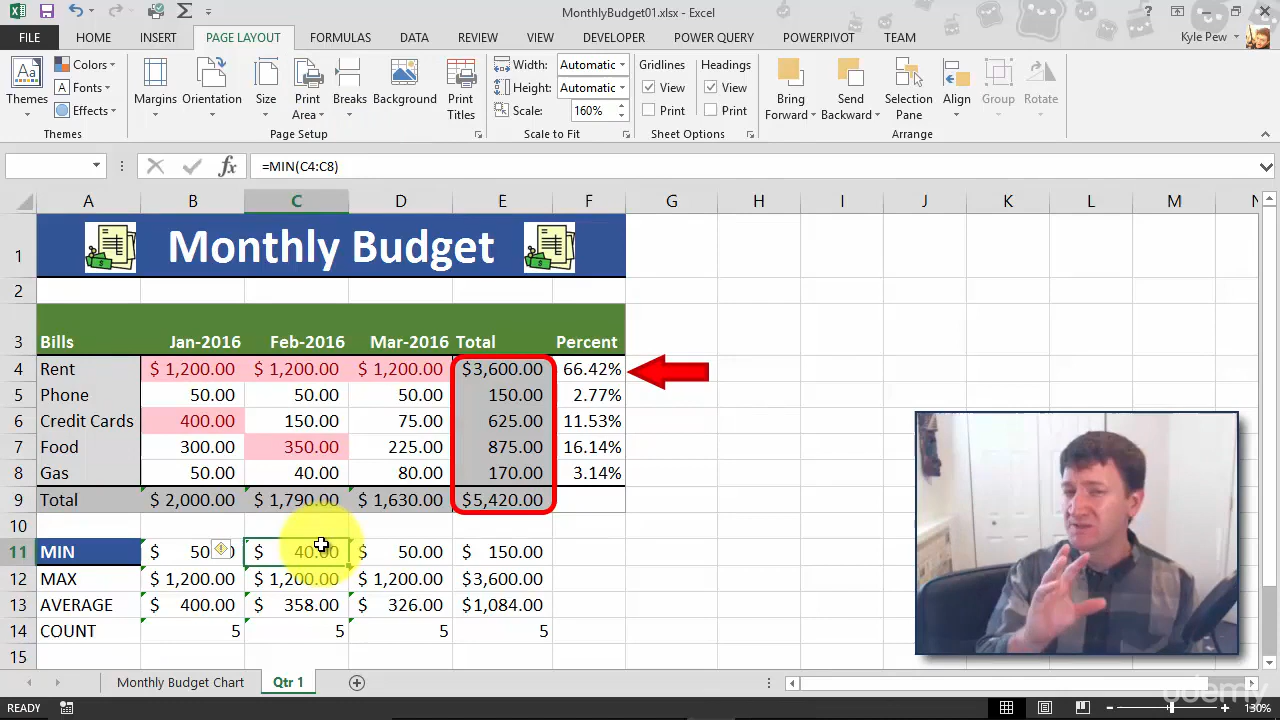 MonthlyBudget01.xlsx - Excel
FILE HOME INSERT PAGE LAYOUT FORMULAS DATA REVIEW VIEW DEVELOPER POWER QUERY POWERPIVOT TEAM Kyle Pew
Colors Width: Automatic Gridlines Headings
Fonts Height: Automatic View View
Effects Scale: 160% Print Print
Themes Margins Orientation Size Print Area Breaks Background Print Titles Bring Forward Send Backward Selection Pane Align Group Rotate
Themes Page Setup Scale to Fit Sheet Options Arrange
fx =MIN(C4:C8)
A B C D E F G H I J K L M N
1 Monthly Budget
2
3 Bills Jan-2016 Feb-2016 Mar-2016 Total Percent
4 Rent $ 1,200.00 $ 1,200.00 $ 1,200.00 $3,600.00 66.42%
5 Phone 50.00 50.00 50.00 150.00 2.77%
6 Credit Cards 400.00 150.00 75.00 625.00 11.53%
7 Food 300.00 350.00 225.00 875.00 16.14%
8 Gas 50.00 40.00 80.00 170.00 3.14%
9 Total $ 2,000.00 $ 1,790.00 $ 1,630.00 $5,420.00
10
11 MIN $ $ 40.00 $ 50.00 $ 150.00
12 MAX $ 1,200.00 $ 1,200.00 $ 1,200.00 $3,600.00
13 AVERAGE $ 400.00 $ 358.00 $ 326.00 $1,084.00
14 COUNT 5 5 5 5
15
Monthly Budget Chart Qtr 1
udemy
READY 130%